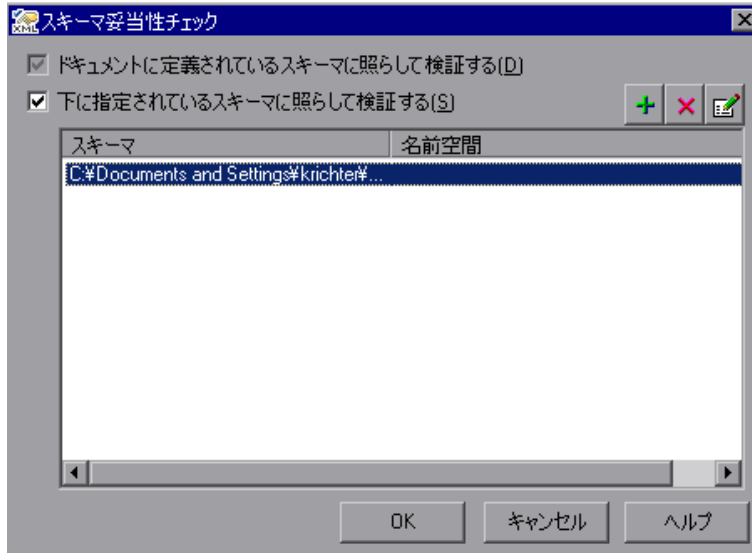 XML
スキーマ妥当性チェック
ドキュメントに定義されているスキーマに照らして検証する(D)
下に指定されているスキーマに照らして検証する(S)
スキーマ 名前空間
C:¥Documents and Settings¥krichter¥...
OK キャンセル ヘルプ